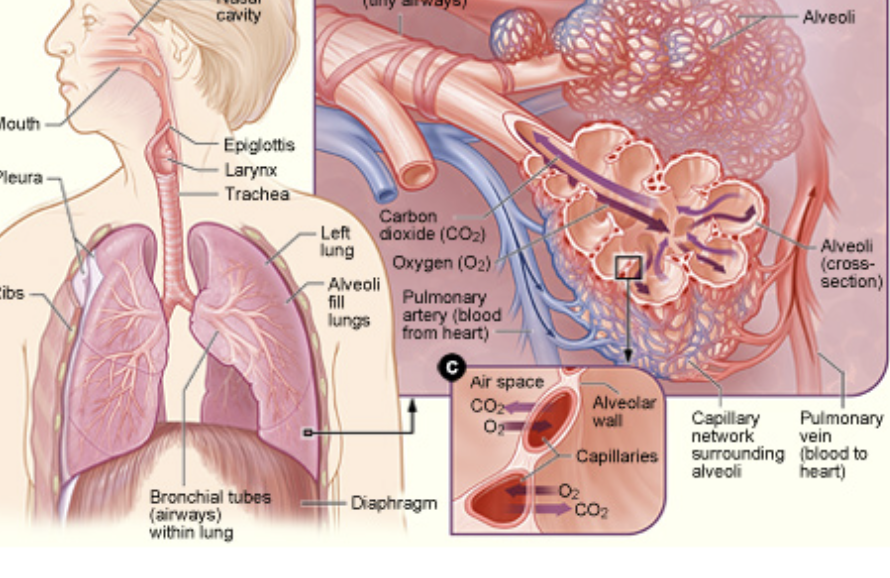 Nasal
cavity
(tiny airways)
Alveoli
Mouth
Epiglottis
Larynx
Trachea
Pleura
Left
lung
Carbon
dioxide (CO2)
Oxygen (O2)
Alveoli
(cross-
section)
Ribs
Alveoli
fill
lungs
Pulmonary
artery (blood
from heart)
C
Air space
CO2
O2
Alveolar
wall
Capillaries
O2
CO2
Capillary
network
surrounding
alveoli
Pulmonary
vein
(blood to
heart)
Bronchial tubes
(airways)
within lung
Diaphragm